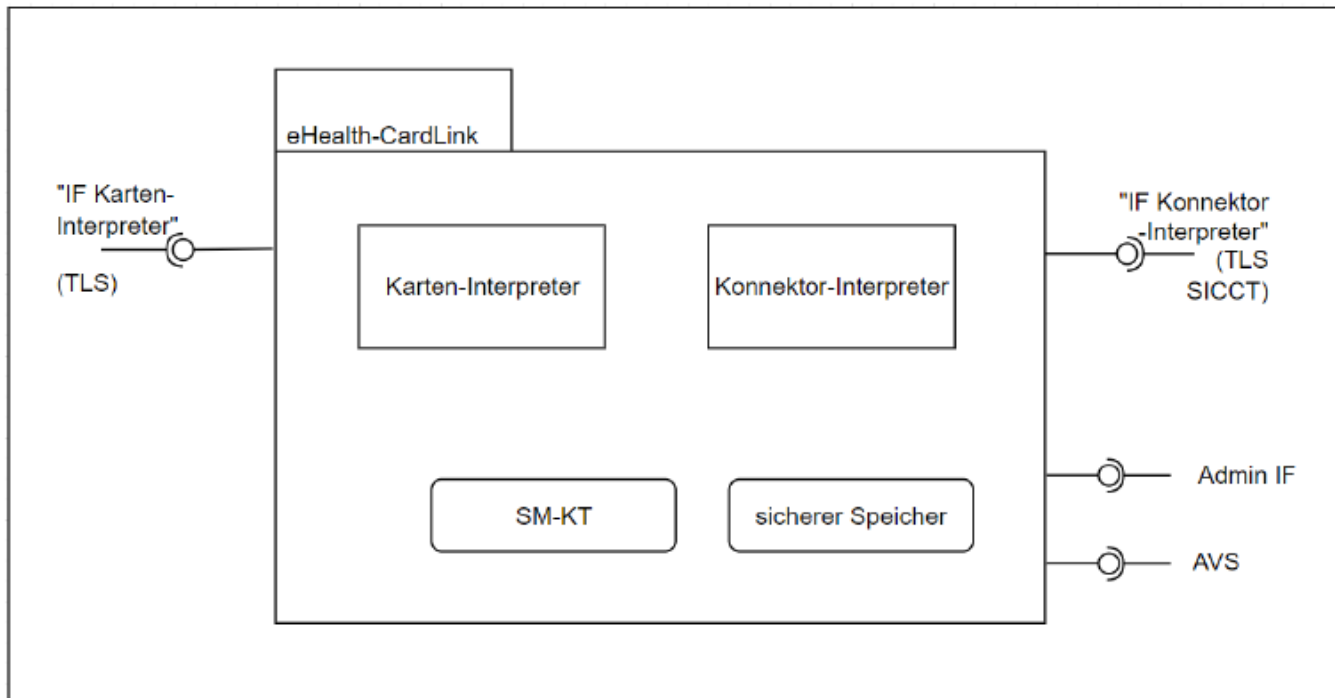 eHealth-CardLink
"IF Karten-
Interpreter"
(TLS)
Karten-Interpreter
Konnektor-Interpreter
"IF Konnektor
-Interpreter"
(TLS
SICCT)
SM-KT
sicherer Speicher
Admin IF
AVS